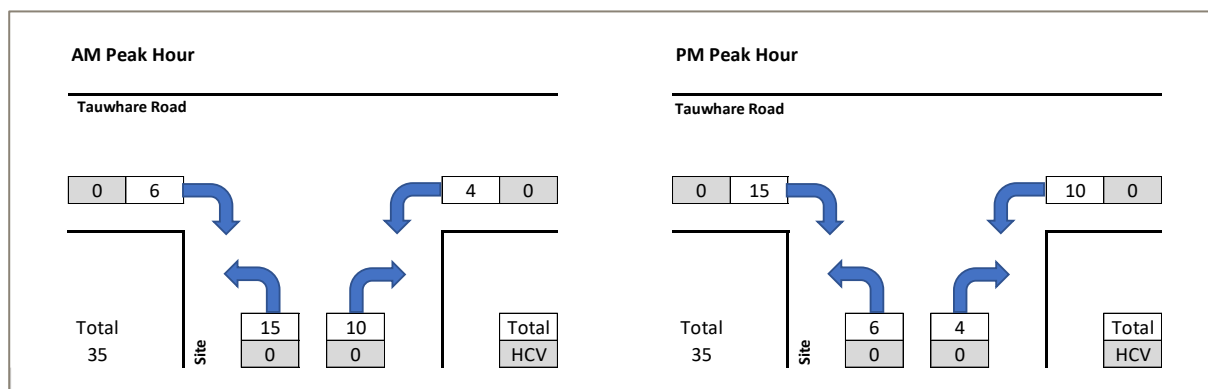 AM Peak Hour
Tauwhare Road
0 6
4 0
Total
35
Site
15 10
0 0
Total
HCV
PM Peak Hour
Tauwhare Road
0 15
10 0
Total
35
Site
6 4
0 0
Total
HCV